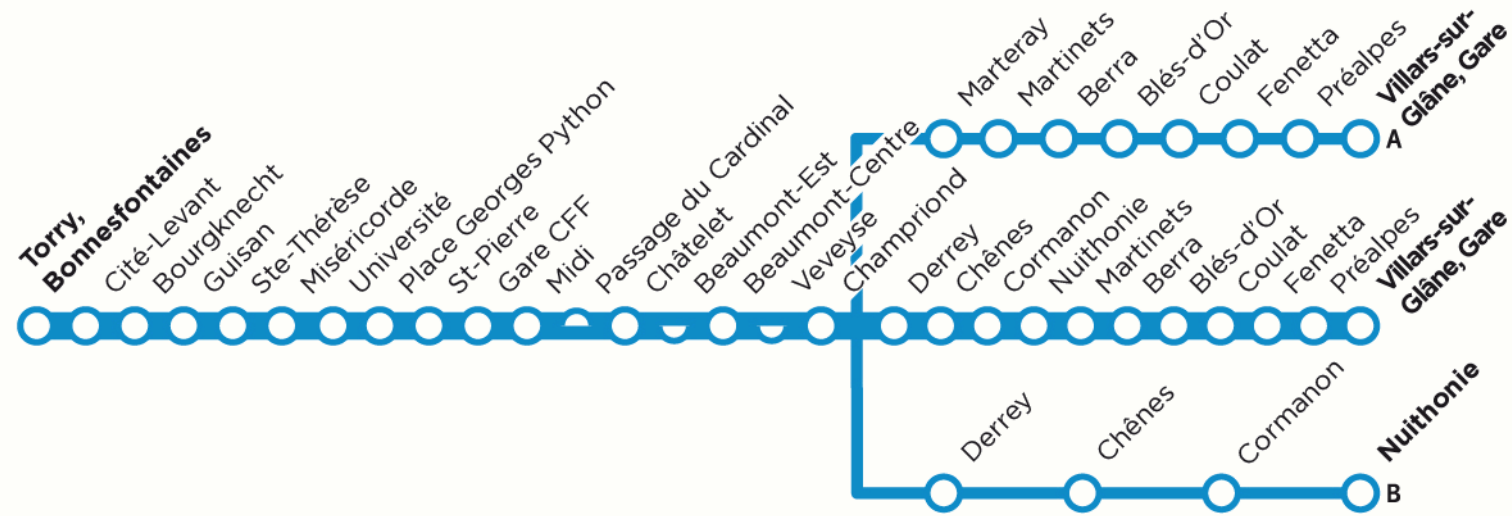 Torry,
Bonnesfontaines
Cité-Levant
Bourgknecht
Guisan
Ste-Thérèse
Miséricorde
Université
Place Georges Python
St-Pierre
Gare CFF
Midi
Passage du Cardinal
Châtelet
Beaumont-Est
Beaumont-Centre
Veveyse
Champriond
Marteray
Martinets
Berra
Blés-d'Or
Coulat
Fenetta
Préalpes
Villars-sur-
Glâne, Gare
A
Derrey
Chênes
Cormanon
Nuithonie
Martinets
Berra
Blés-d'Or
Coulat
Fenetta
Préalpes
Villars-sur-
Glâne, Gare
Derrey
Chênes
Cormanon
Nuithonie
B